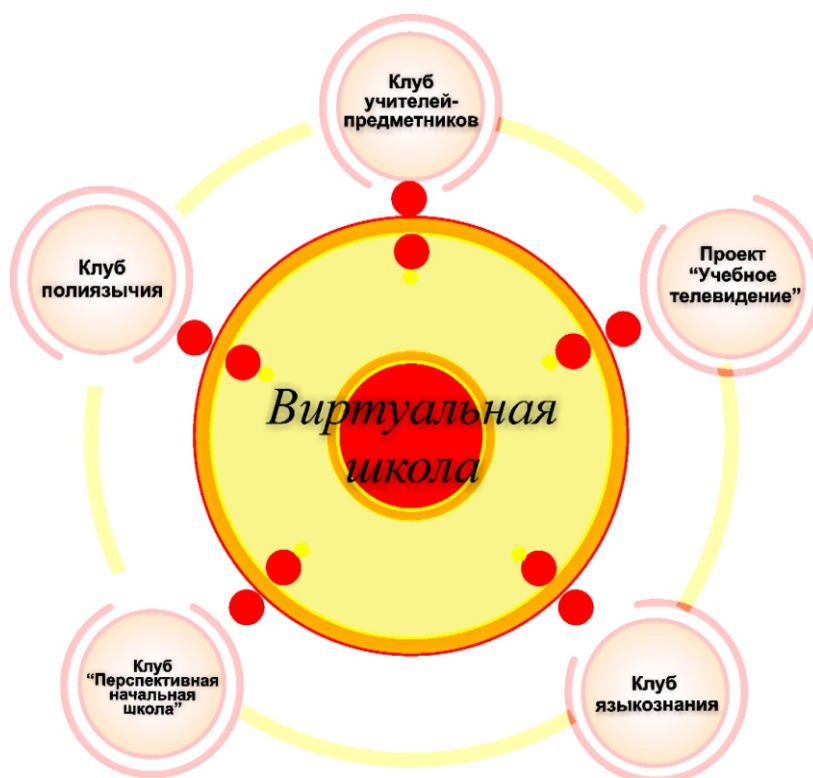 Клуб
учителей-
предметников
Клуб
полиязычия
Проект
“Учебное
телевидение”
Виртуальная
школа
Клуб
“Перспективная
начальная
школа”
Клуб
языкознания